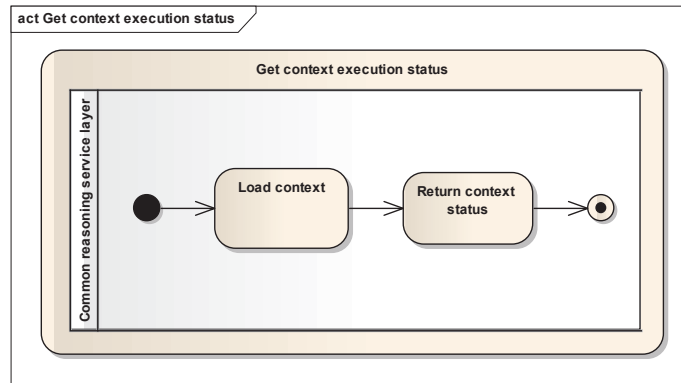 act Get context execution status
Get context execution status
Common reasoning service layer
Load context
Return context
status